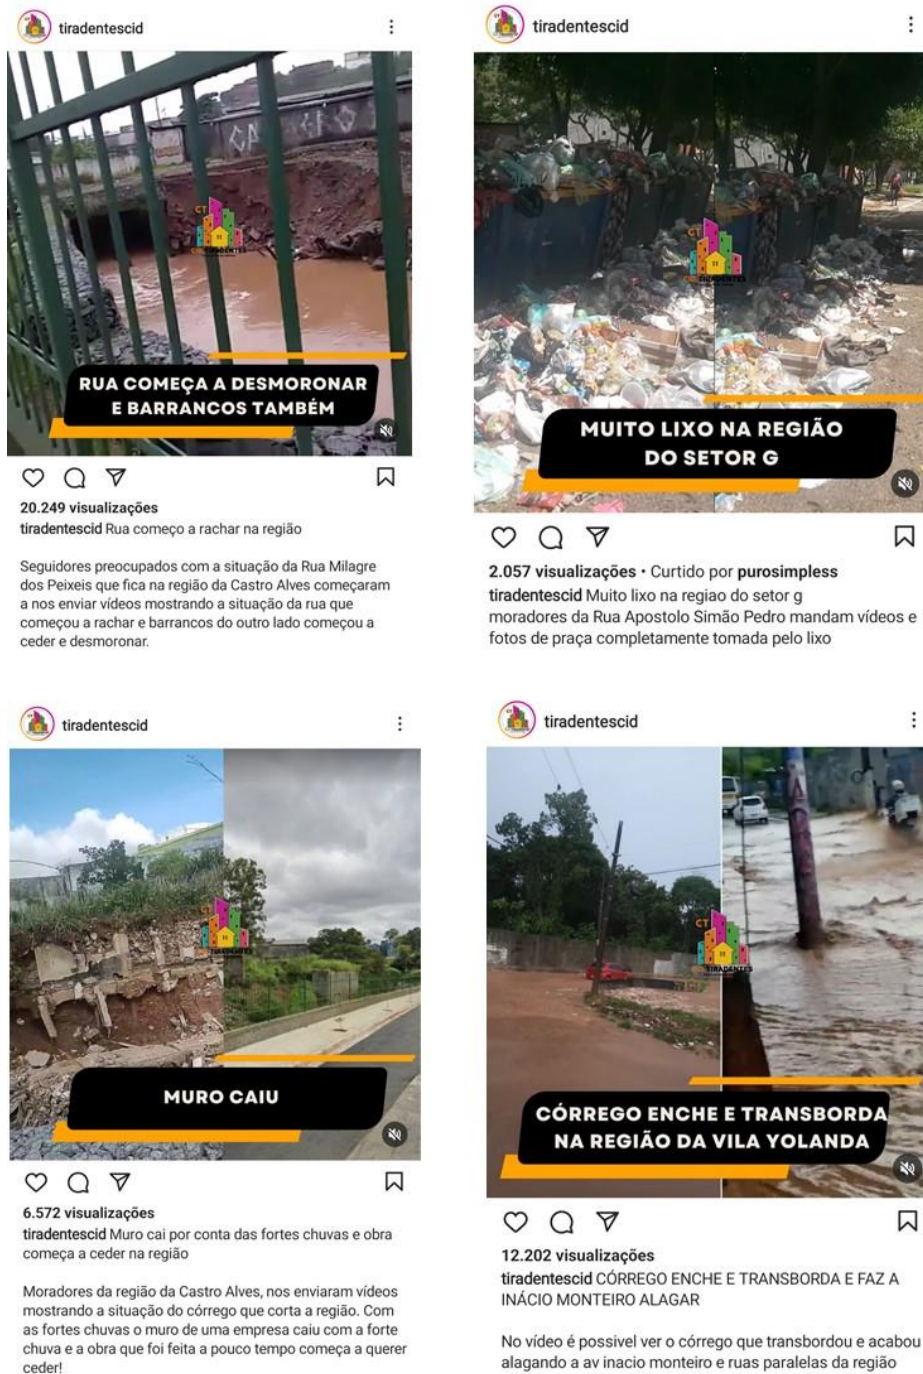 tiradentescid
CT
TIRADENTES
RUA COMEÇA A DESMORONAR
E BARRANCOS TAMBÉM
20.249 visualizações
tiradentescid Rua começo a rachar na região
Seguidores preocupados com a situação da Rua Milagre
dos Peixeis que fica na região da Castro Alves começaram
a nos enviar vídeos mostrando a situação da rua que
começou a rachar e barrancos do outro lado começou a
ceder e desmoronar.
tiradentescid
CT
TIRADENTES
MUITO LIXO NA REGIÃO
DO SETOR G
2.057 visualizações • Curtido por purosimpless
tiradentescid Muito lixo na regiao do setor g
moradores da Rua Apostolo Simão Pedro mandam vídeos e
fotos de praça completamente tomada pelo lixo
tiradentescid
CT
TIRADENTES
MURO CAIU
6.572 visualizações
tiradentescid Muro cai por conta das fortes chuvas e obra
começa a ceder na região
Moradores da região da Castro Alves, nos enviaram vídeos
mostrando a situação do córrego que corta a região. Com
as fortes chuvas o muro de uma empresa caiu com a forte
chuva e a obra que foi feita a pouco tempo começa a querer
ceder!
tiradentescid
CT
TIRADENTES
CÓRREGO ENCHE E TRANSBORDA
NA REGIÃO DA VILA YOLANDA
12.202 visualizações
tiradentescid CÓRREGO ENCHE E TRANSBORDA E FAZ A
INÁCIO MONTEIRO ALAGAR
No vídeo é possivel ver o córrego que transbordou e acabou
alagando a av inacio monteiro e ruas paralelas da região